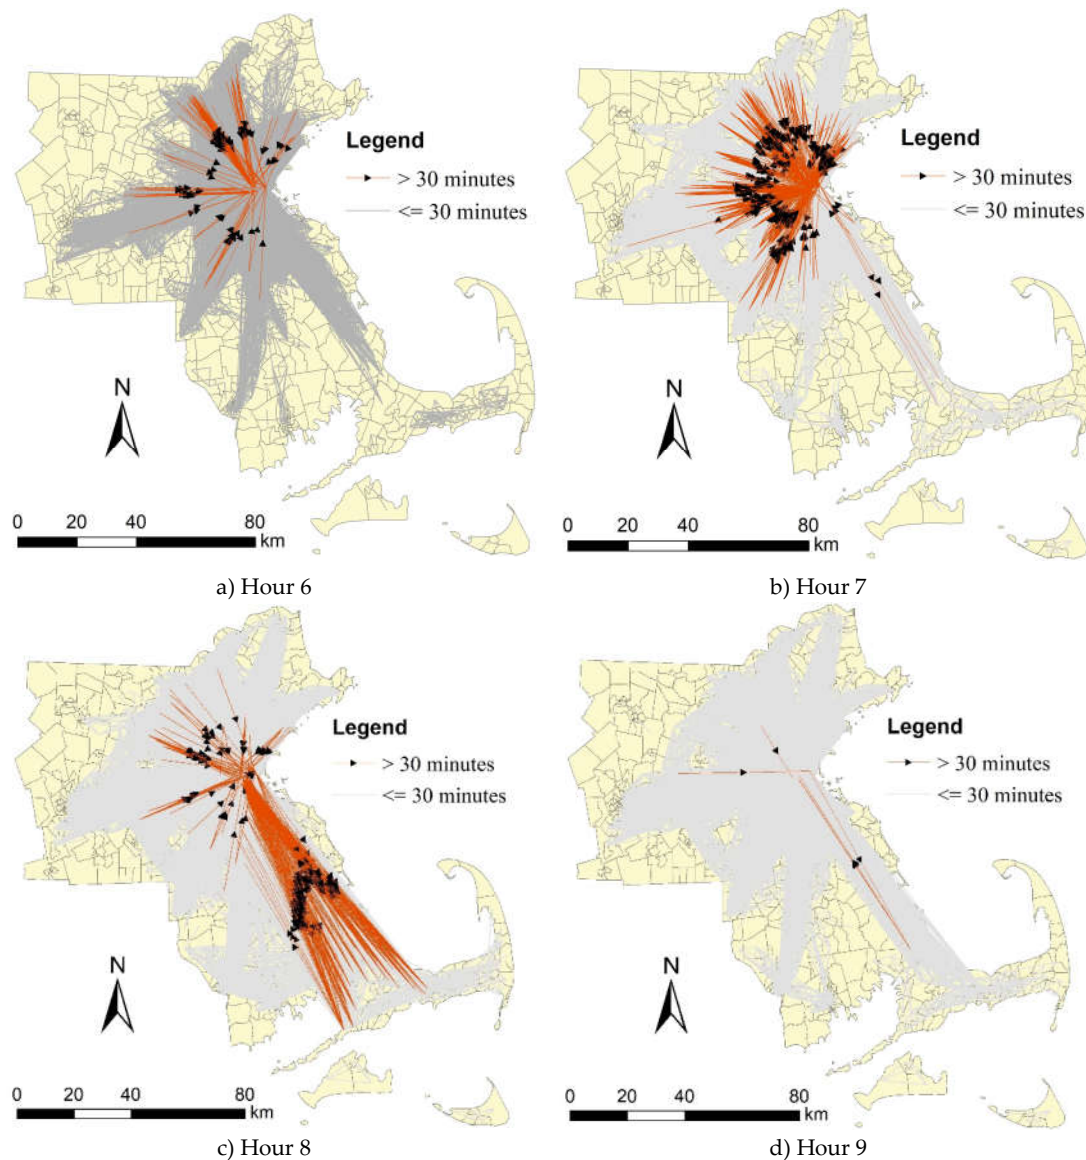 Legend
> 30 minutes
<= 30 minutes
N
0 20 40 80
km
a) Hour 6
Legend
> 30 minutes
<= 30 minutes
N
0 20 40 80
km
b) Hour 7
Legend
> 30 minutes
<= 30 minutes
N
0 20 40 80
km
c) Hour 8
Legend
> 30 minutes
<= 30 minutes
N
0 20 40 80
km
d) Hour 9